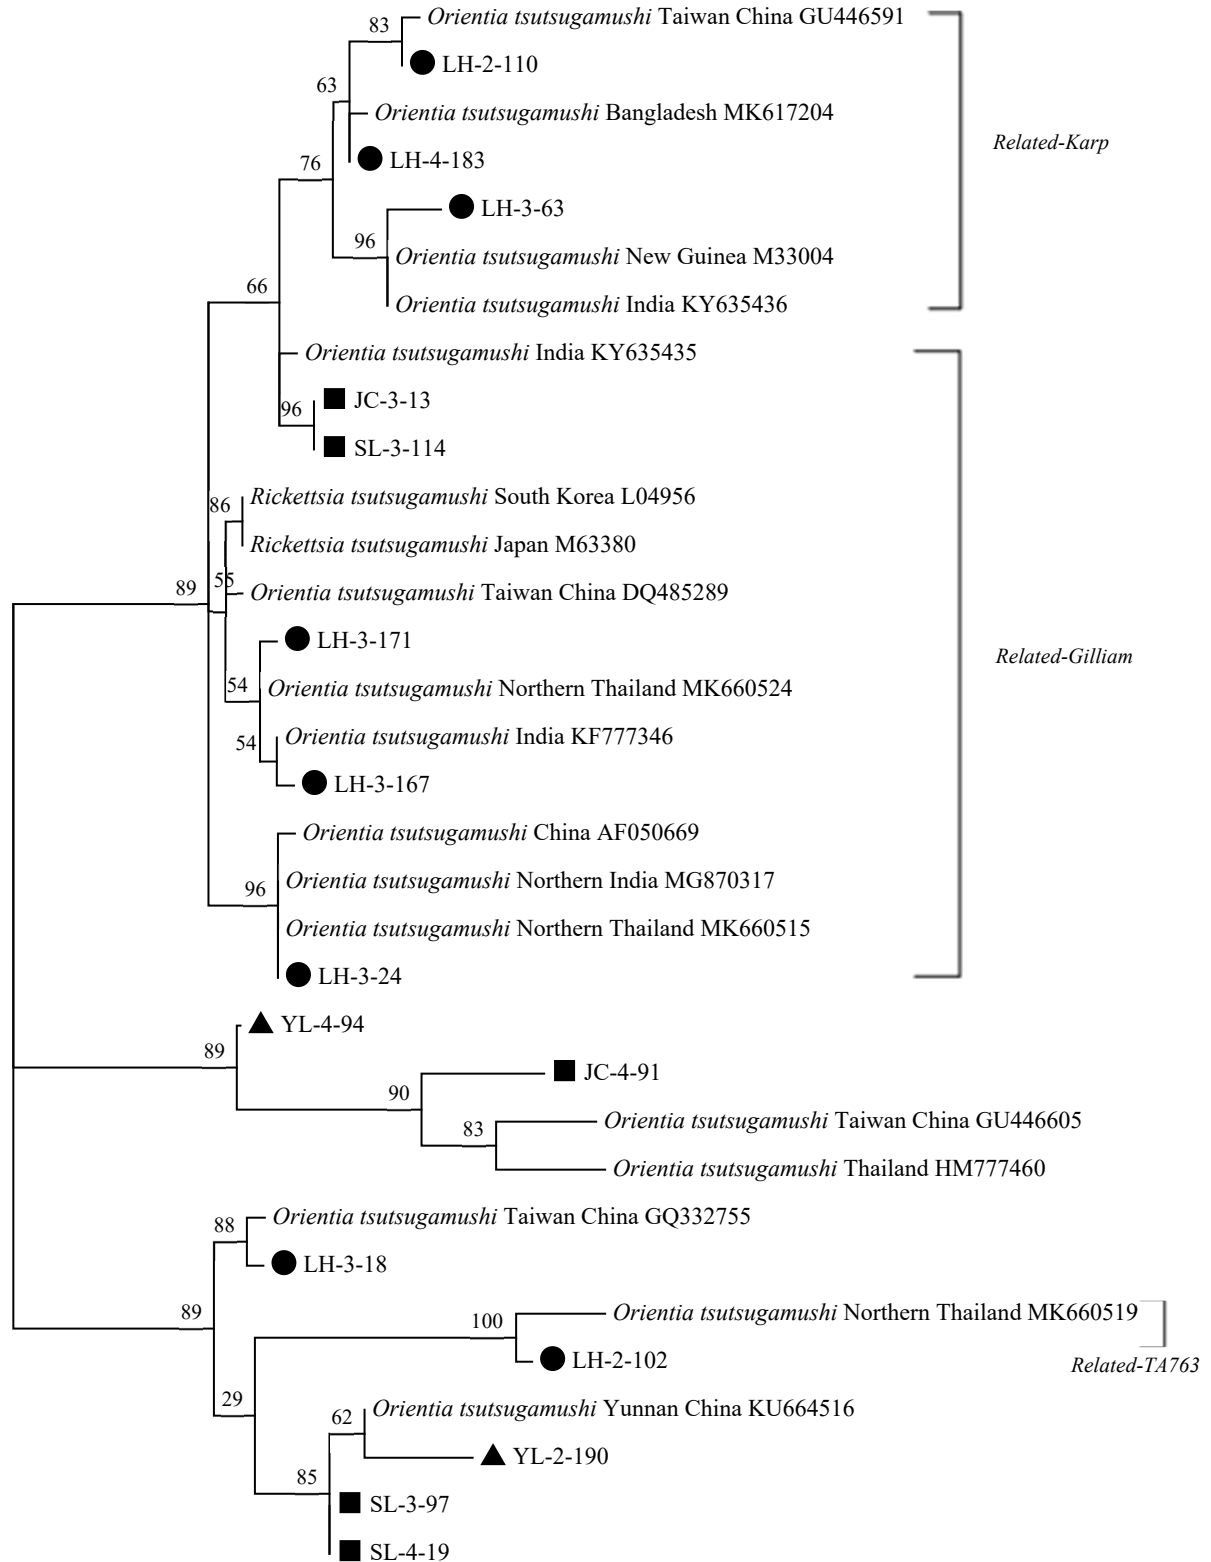 83
Orientia tsutsugamushi Taiwan China GU446591
LH-2-110
63
Orientia tsutsugamushi Bangladesh MK617204
Related-Karp
LH-4-183
76
LH-3-63
96
Orientia tsutsugamushi New Guinea M33004
66
Orientia tsutsugamushi India KY635436
Orientia tsutsugamushi India KY635435
96
JC-3-13
SL-3-114
86
Rickettsia tsutsugamushi South Korea L04956
Rickettsia tsutsugamushi Japan M63380
89
55
Orientia tsutsugamushi Taiwan China DQ485289
LH-3-171
Related-Gilliam
54
Orientia tsutsugamushi Northern Thailand MK660524
54
Orientia tsutsugamushi India KF777346
LH-3-167
Orientia tsutsugamushi China AF050669
96
Orientia tsutsugamushi Northern India MG870317
Orientia tsutsugamushi Northern Thailand MK660515
LH-3-24
YL-4-94
89
JC-4-91
90
83
Orientia tsutsugamushi Taiwan China GU446605
Orientia tsutsugamushi Thailand HM777460
88
Orientia tsutsugamushi Taiwan China GQ332755
LH-3-18
89
100
Orientia tsutsugamushi Northern Thailand MK660519
LH-2-102
Related-TA763
29
62
Orientia tsutsugamushi Yunnan China KU664516
YL-2-190
85
SL-3-97
SL-4-19